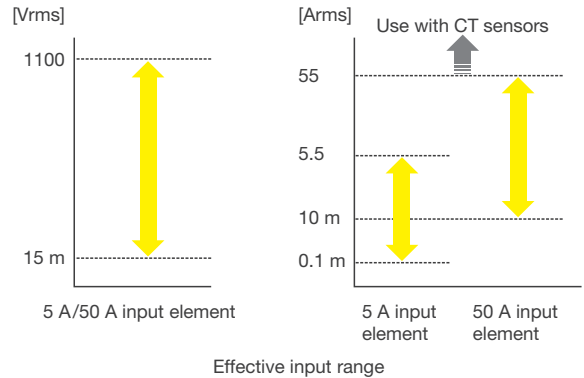 [Vrms]
1100
15 m
5 A/50 A input element
[Arms]
Use with CT sensors
55
5.5
10 m
0.1 m
5 A input
element
50 A input
element
Effective input range